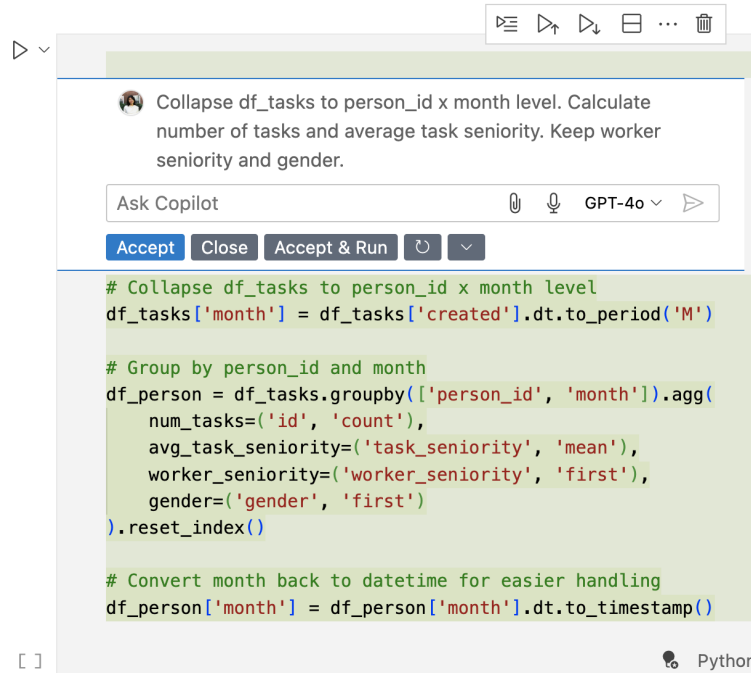 Collapse df_tasks to person_id x month level. Calculate
number of tasks and average task seniority. Keep worker
seniority and gender.
Ask Copilot GPT-4o
Accept Close Accept & Run
# Collapse df_tasks to person_id x month level
df_tasks['month'] = df_tasks['created'].dt.to_period('M')
# Group by person_id and month
df_person = df_tasks.groupby(['person_id', 'month']).agg(
    num_tasks=('id', 'count'),
    avg_task_seniority=('task_seniority', 'mean'),
    worker_seniority=('worker_seniority', 'first'),
    gender=('gender', 'first')
).reset_index()
# Convert month back to datetime for easier handling
df_person['month'] = df_person['month'].dt.to_timestamp()
[ ] Python